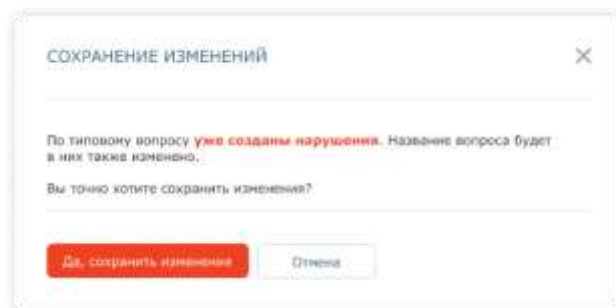 СОХРАНЕНИЕ ИЗМЕНЕНИЙ
По типовому вопросу уже созданы нарушения. Название вопроса будет
в них также изменено.
Вы точно хотите сохранить изменения?
Да, сохранить изменения
Отмена